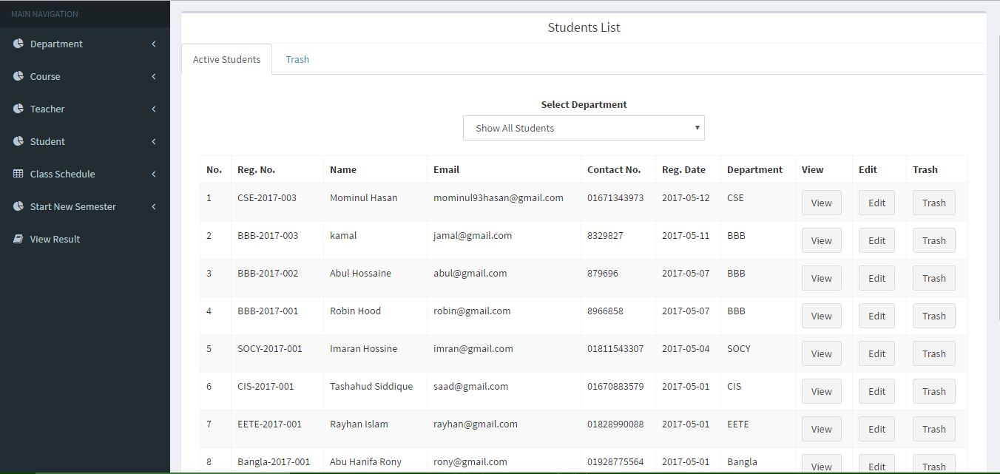 MAIN NAVIGATION
Department
Course
Teacher
Student
Class Schedule
Start New Semester
View Result
Students List
Active Students Trash
Select Department
Show All Students
No. Reg. No. Name Email Contact No. Reg. Date Department View Edit Trash
1 CSE-2017-003 Mominul Hasan mominul93hasan@gmail.com 01671343973 2017-05-12 CSE View Edit Trash
2 BBB-2017-003 kamal jamal@gmail.com 8329827 2017-05-11 BBB View Edit Trash
3 BBB-2017-002 Abul Hossaine abul@gmail.com 879696 2017-05-07 BBB View Edit Trash
4 BBB-2017-001 Robin Hood robin@gmail.com 8966858 2017-05-07 BBB View Edit Trash
5 SOCY-2017-001 Imaran Hossine imran@gmail.com 01811543307 2017-05-04 SOCY View Edit Trash
6 CIS-2017-001 Tashahud Siddique saad@gmail.com 01670883579 2017-05-01 CIS View Edit Trash
7 EETE-2017-001 Rayhan Islam rayhan@gmail.com 01828990088 2017-05-01 EETE View Edit Trash
8 Bangla-2017-001 Abu Hanifa Rony rony@gmail.com 01928775564 2017-05-01 Bangla View Edit Trash